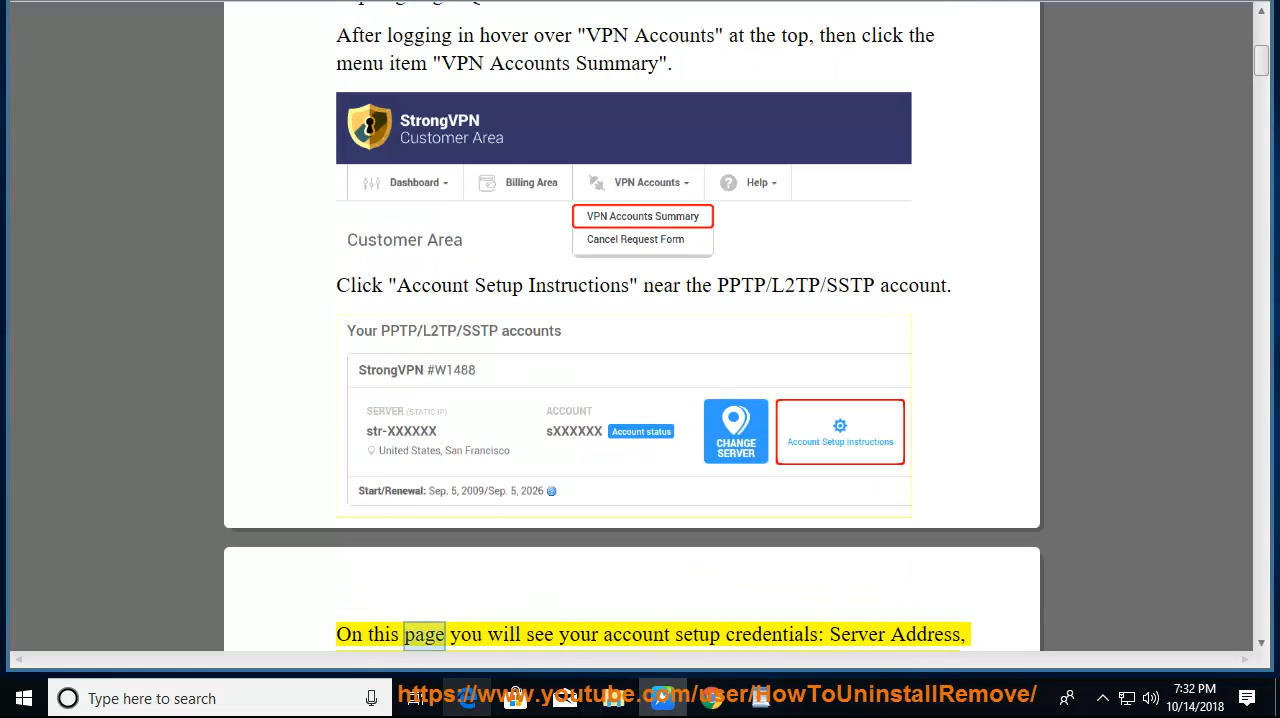 After logging in hover over "VPN Accounts" at the top, then click the
menu item "VPN Accounts Summary".
StrongVPN
Customer Area
Dashboard
Billing Area
VPN Accounts
Help
VPN Accounts Summary
Cancel Request Form
Customer Area
Click "Account Setup Instructions" near the PPTP/L2TP/SSTP account.
Your PPTP/L2TP/SSTP accounts
StrongVPN #W1488
SERVER (STATIC IP)
ACCOUNT
str-XXXXXX
sXXXXXX Account status
United States, San Francisco
CHANGE
SERVER
Account Setup instructions
Start/Renewal: Sep. 5, 2009/Sep. 5, 2026
On this page you will see your account setup credentials: Server Address,
Type here to search
https://www.youtube.com/user/HowToUninstallRemove/
7:32 PM
10/14/2018